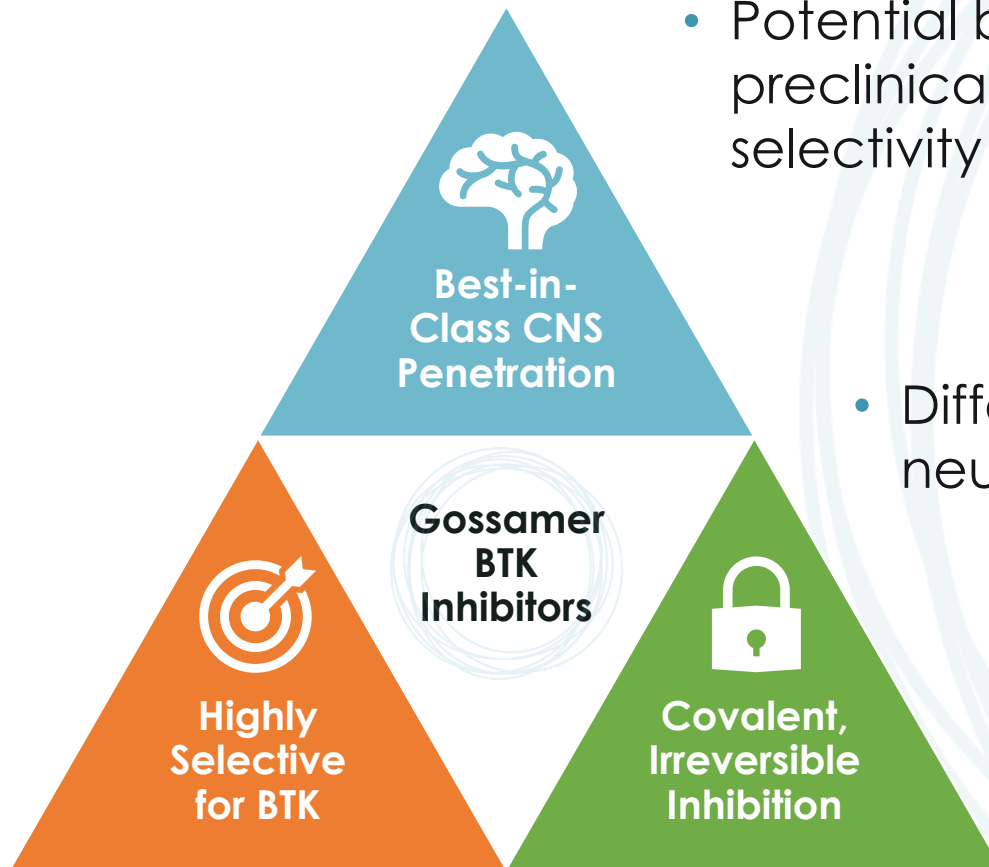 • Potential
preclinica
selectivity
Best-in-
Class CNS
Penetration
• Diff
neu
Gossamer
BTK
Inhibitors
Highly
Selective
for BTK
Covalent,
Irreversible
Inhibition